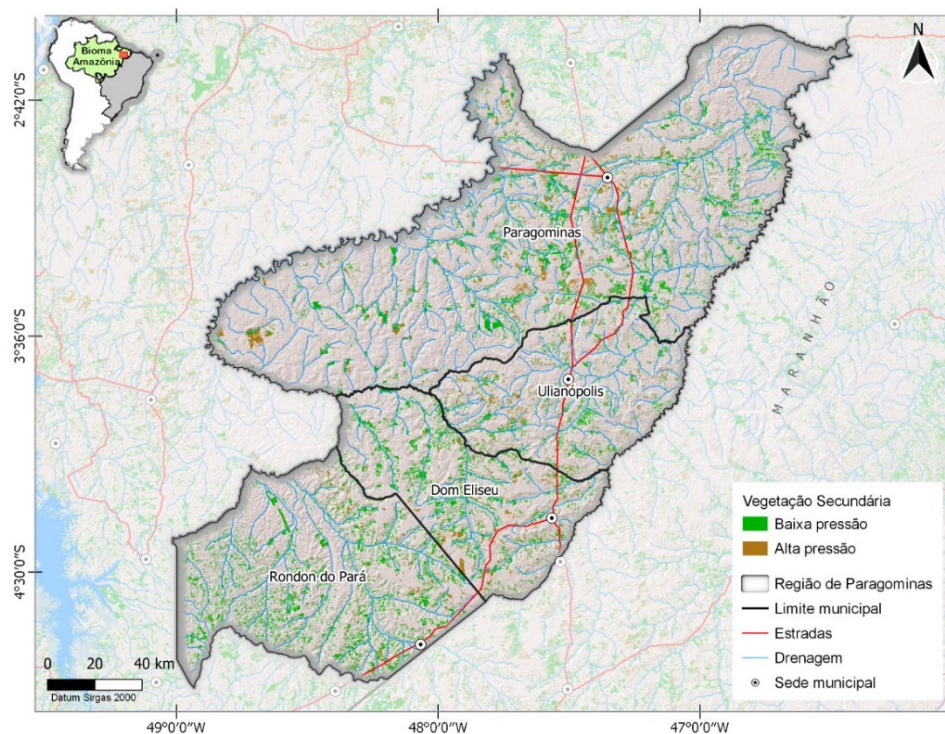 Bioma
Amazônia
N
2°42'0"S
3°36'0"S
4°30'0"S
Paragominas
Ulianópolis
Dom Eliseu
Rondon do Pará
MARANHÃO
Vegetação Secundária
Baixa pressão
Alta pressão
Região de Paragominas
Limite municipal
Estradas
Drenagem
Sede municipal
0 20 40 km
Datum Sirgas 2000
49°0'0"W 48°0'0"W 47°0'0"W